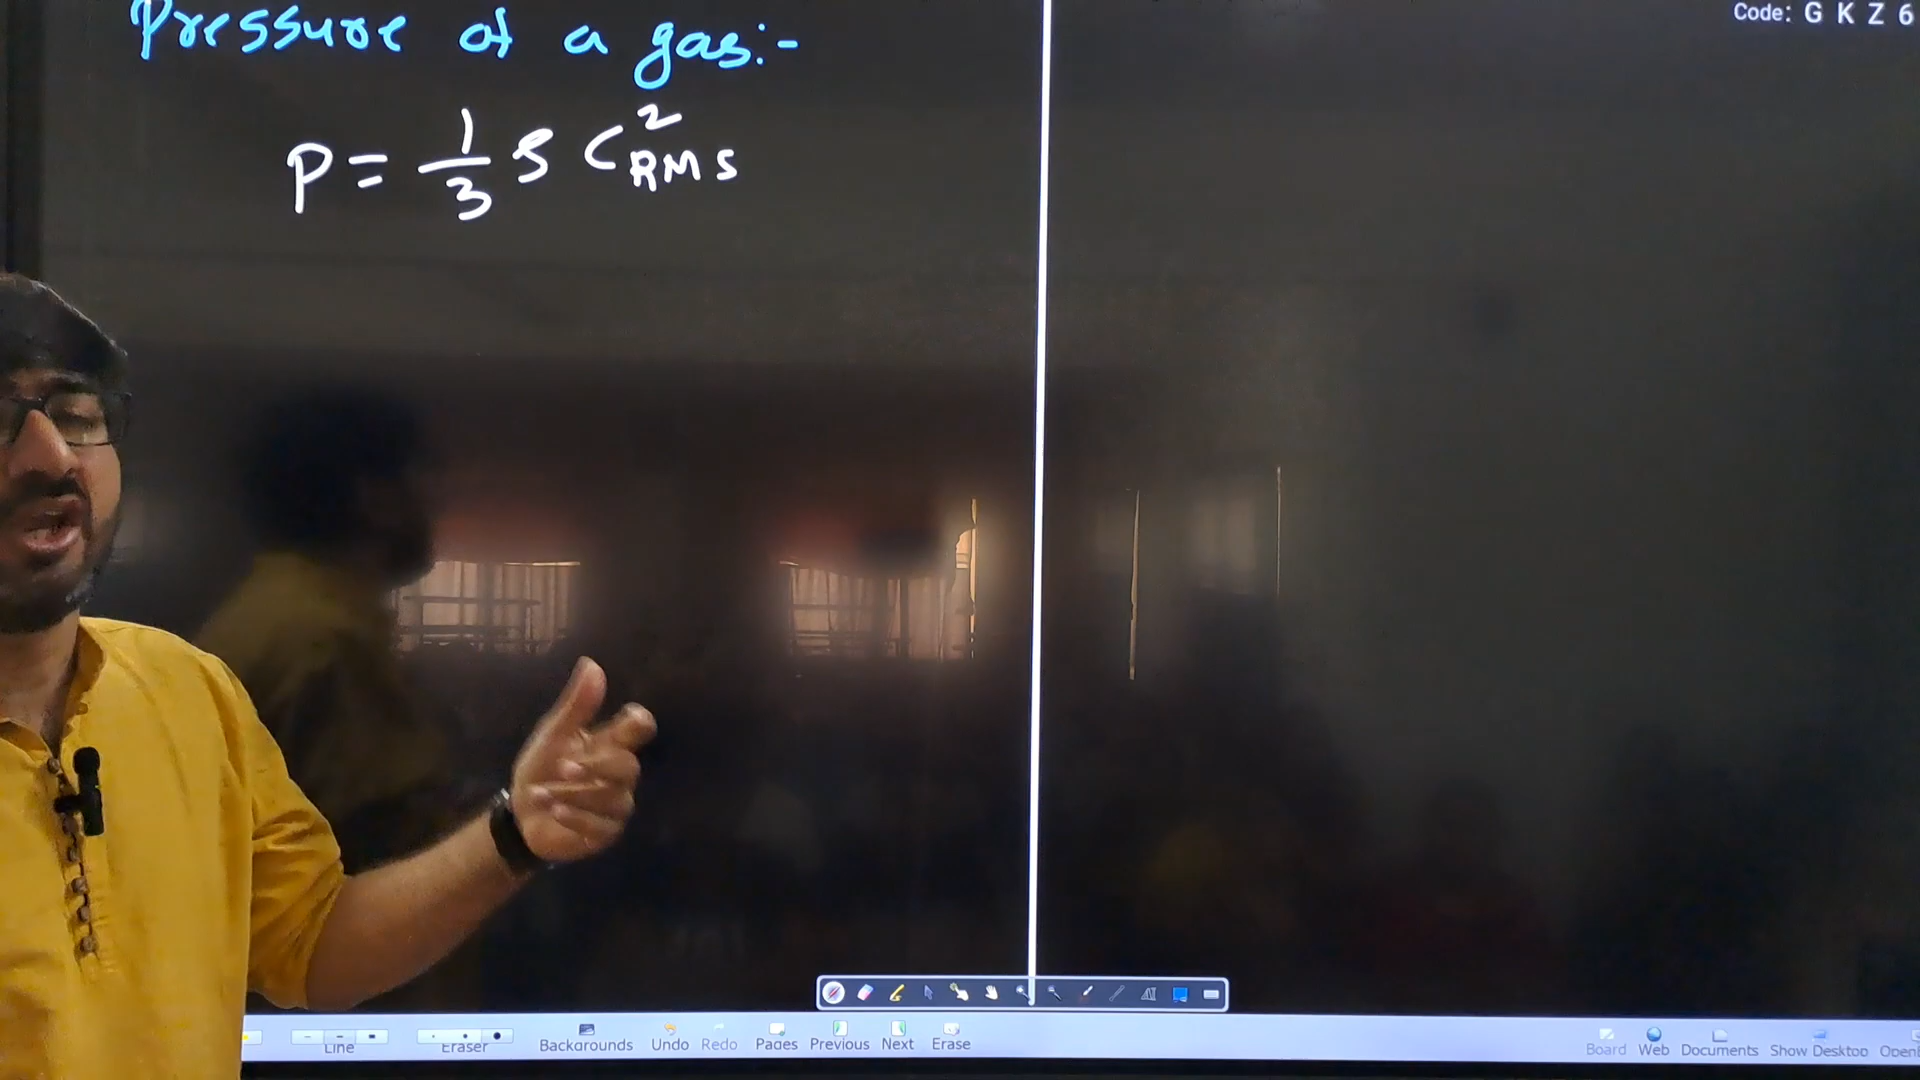 Pressure of a gas:-
P = 1/3 ρ C²RMS
Code: G K Z 6
Line
Eraser
Backgrounds
Undo
Redo
Pages
Previous
Next
Erase
Board
Web
Documents
Show Desktop